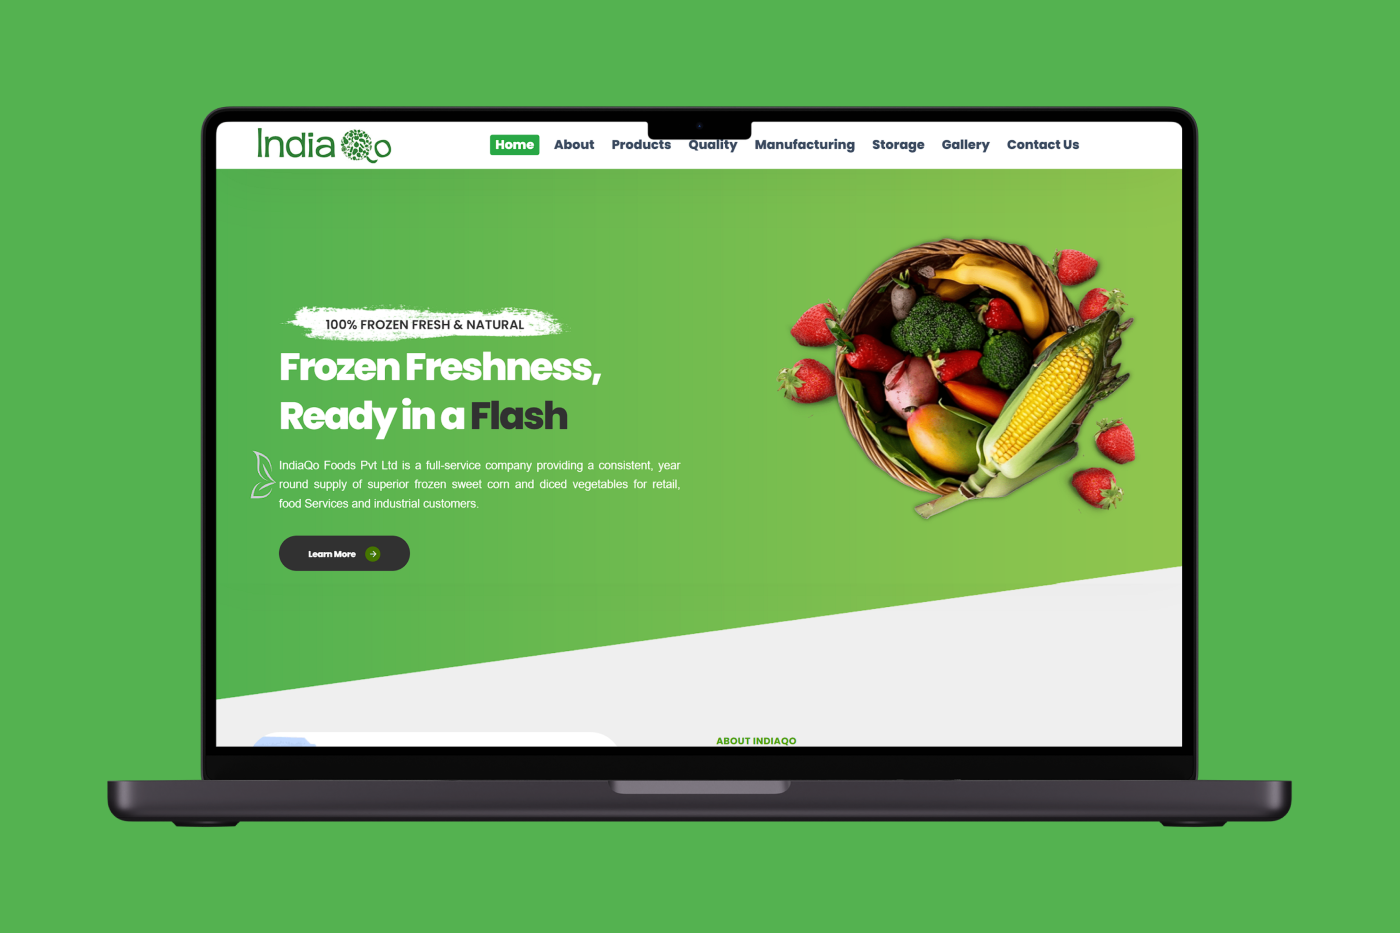 IndiaQo
Home About Products Quality Manufacturing Storage Gallery Contact Us
100% FROZEN FRESH & NATURAL
Frozen Freshness,
Ready in a Flash
IndiaQo Foods Pvt Ltd is a full-service company providing a consistent, year
round supply of superior frozen sweet corn and diced vegetables for retail,
food Services and industrial customers.
Learn More
ABOUT INDIAQO